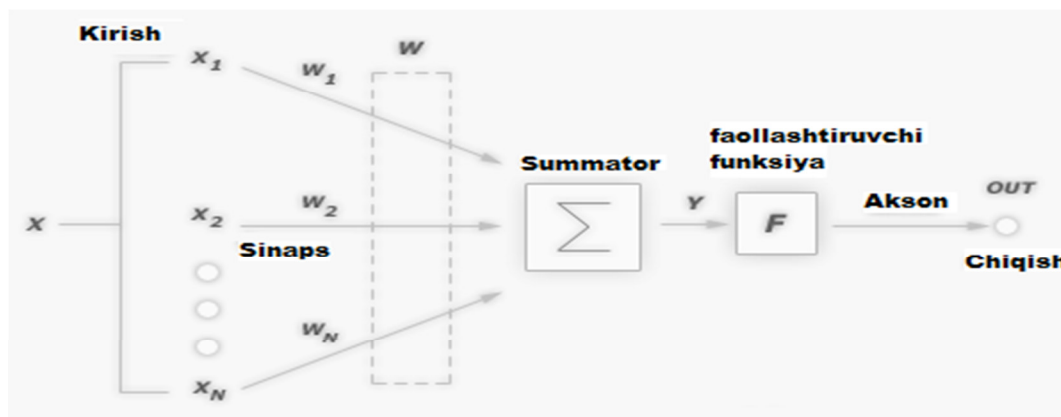 Kirish
X1
W1
W
faollashtiruvchi
funksiya
Summator
X
X2
W2
Sinaps
Σ
Y
F
Akson
OUT
Chiqish
WN
XN